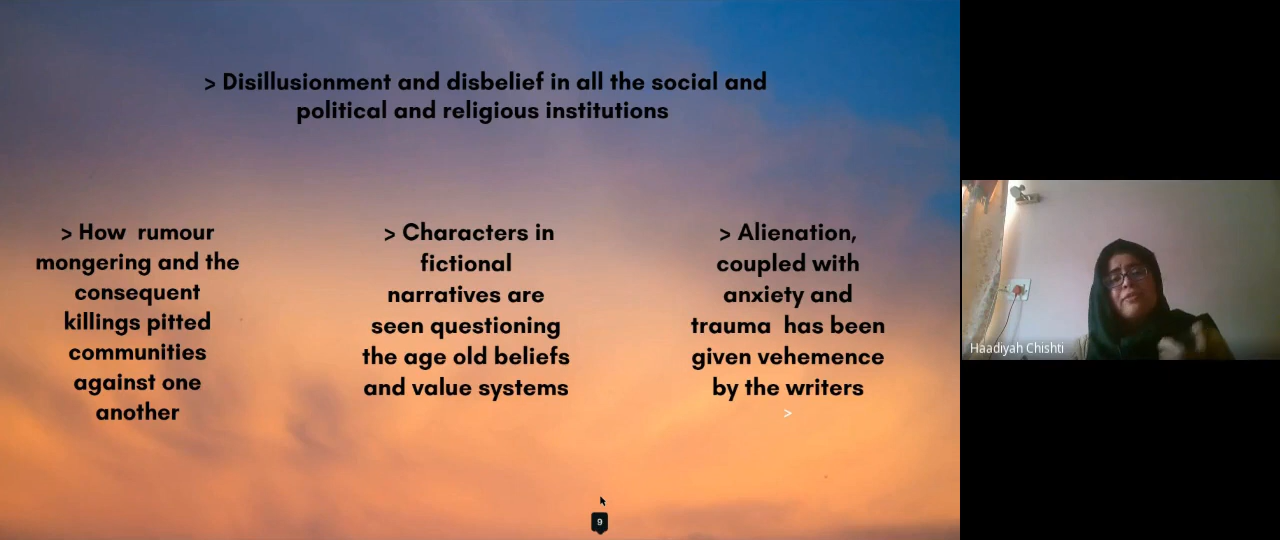 > Disillusionment and disbelief in all the social and
political and religious institutions
> How rumour
mongering and the
consequent
killings pitted
communities
against one
another
> Characters in
fictional
narratives are
seen questioning
the age old beliefs
and value systems
> Alienation,
coupled with
anxiety and
trauma has been
given vehemence
by the writers
>
9
Haadiyah Chishti